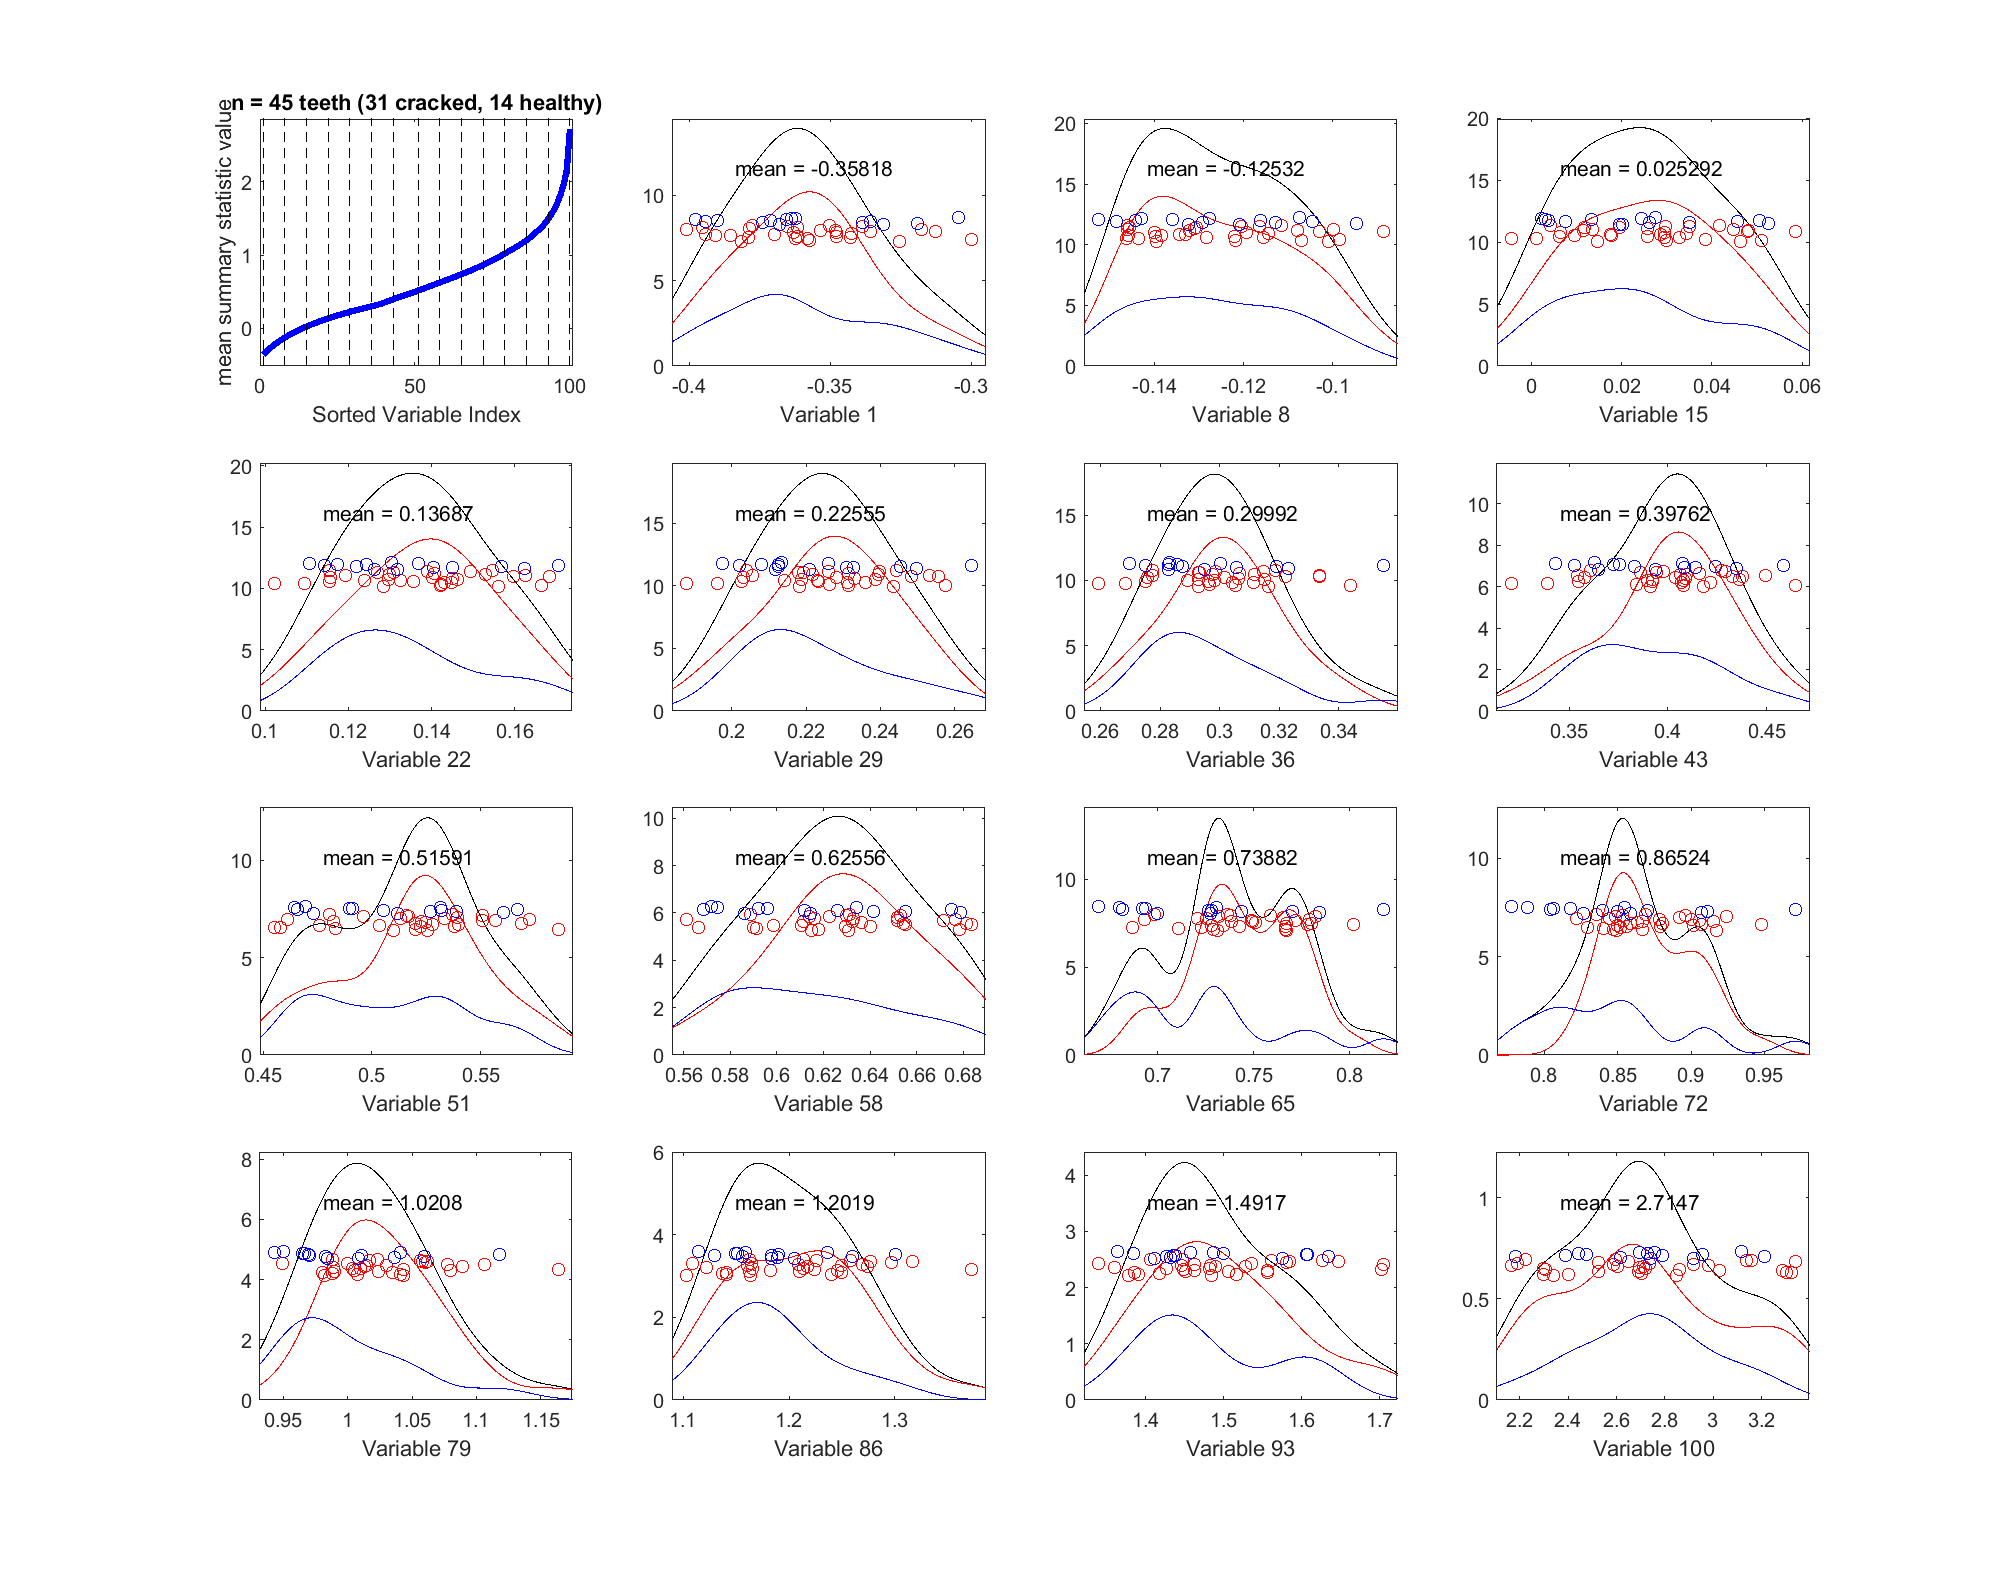 n = 45 teeth (31 cracked, 14 healthy)
mean summary statistic value
2
1
0
0 50 100
Sorted Variable Index
mean = -0.35818
10
5
0
-0.4 -0.35 -0.3
Variable 1
mean = -0.12532
20
15
10
5
0
-0.14 -0.12 -0.1
Variable 8
mean = 0.025292
20
15
10
5
0
0 0.02 0.04 0.06
Variable 15
mean = 0.13687
20
15
10
5
0
0.1 0.12 0.14 0.16
Variable 22
mean = 0.22555
15
10
5
0
0.2 0.22 0.24 0.26
Variable 29
mean = 0.29992
15
10
5
0
0.26 0.28 0.3 0.32 0.34
Variable 36
mean = 0.39762
10
8
6
4
2
0
0.35 0.4 0.45
Variable 43
mean = 0.51591
10
5
0
0.45 0.5 0.55
Variable 51
mean = 0.62556
10
8
6
4
2
0
0.56 0.58 0.6 0.62 0.64 0.66 0.68
Variable 58
mean = 0.73882
10
5
0
0.7 0.75 0.8
Variable 65
mean = 0.86524
10
5
0
0.8 0.85 0.9 0.95
Variable 72
mean = 1.0208
8
6
4
2
0
0.95 1 1.05 1.1 1.15
Variable 79
mean = 1.2019
6
4
2
0
1.1 1.2 1.3
Variable 86
mean = 1.4917
4
3
2
1
0
1.4 1.5 1.6 1.7
Variable 93
mean = 2.7147
1
0.5
0
2.2 2.4 2.6 2.8 3 3.2
Variable 100